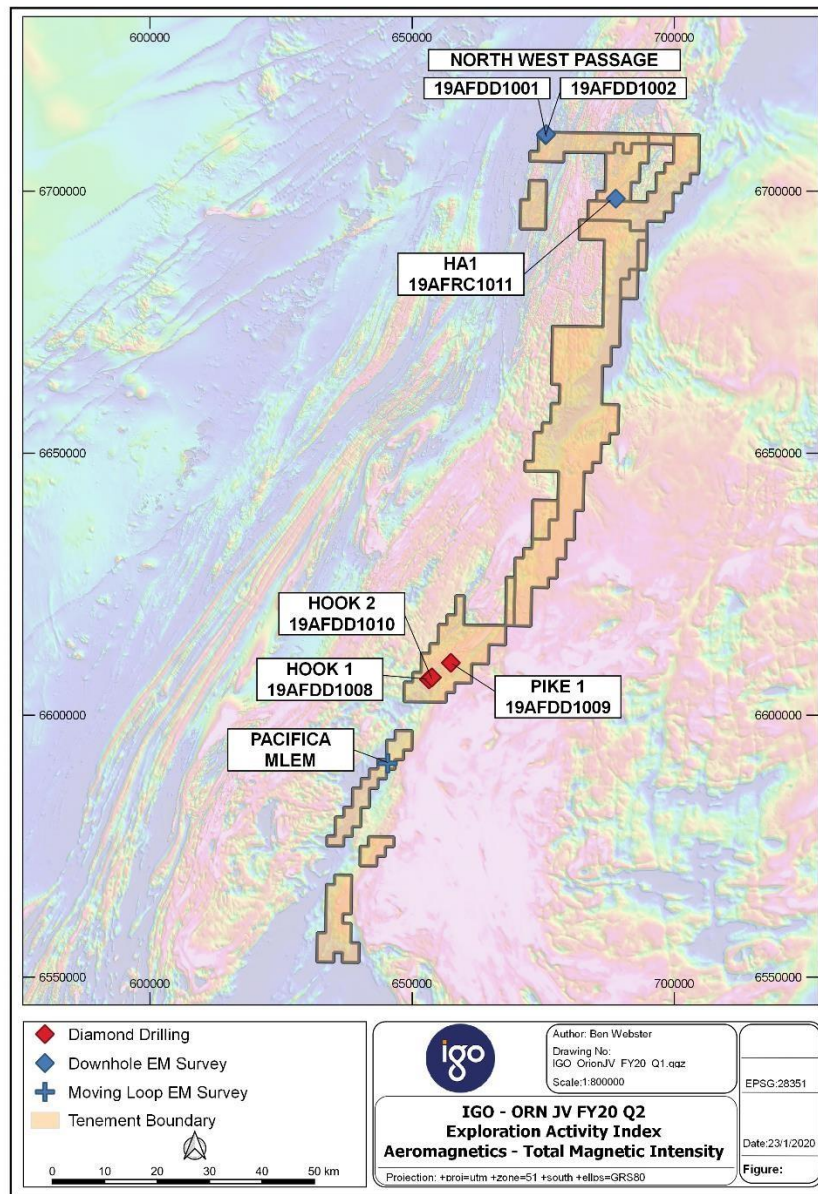 600000 650000 700000
NORTH WEST PASSAGE
19AFDD1001 19AFDD1002
6700000 6700000
HA1
19AFRC1011
6650000 6650000
HOOK 2
19AFDD1010
HOOK 1
19AFDD1008
PIKE 1
19AFDD1009
6600000 6600000
PACIFICA
MLEM
6550000 6550000
600000 650000 700000
Diamond Drilling
Downhole EM Survey
Moving Loop EM Survey
Tenement Boundary
0 10 20 30 40 50 km
igo
Author: Ben Webster
Drawing No:
IGO_OrionJV_FY20_Q1.qgz
Scale:1:800000
EPSG:28351
IGO - ORN JV FY20 Q2
Exploration Activity Index
Aeromagnetics - Total Magnetic Intensity
Date:23/1/2020
Projection: +proj=utm +zone=51 +south +ellps=GRS80
Figure: